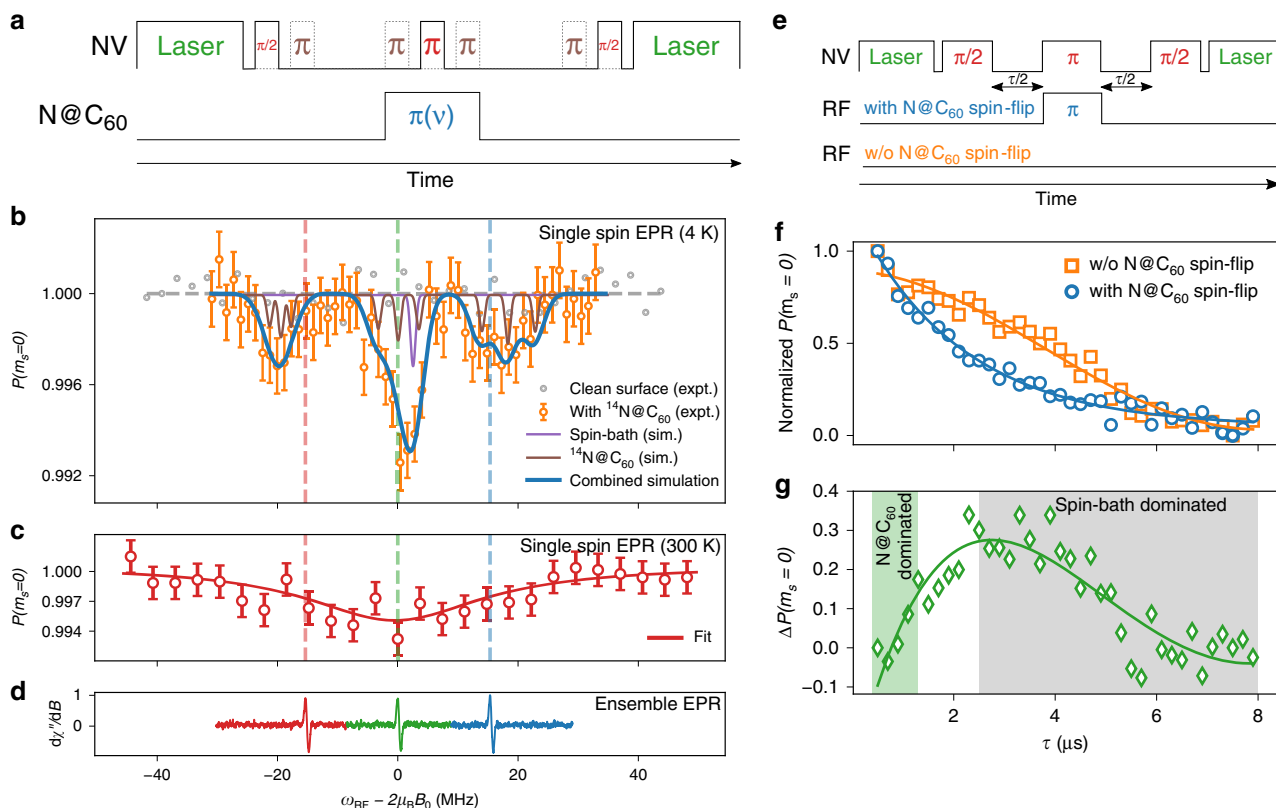 a
NV
Laser
π/2
π
π
π
π
π
π/2
Laser
N@C60
π(ν)
Time
b
Single spin EPR (4 K)
1.000
0.996
0.992
P(ms=0)
Clean surface (expt.)
With 14N@C60 (expt.)
Spin-bath (sim.)
14N@C60 (sim.)
Combined simulation
c
Single spin EPR (300 K)
1.000
0.997
0.994
P(ms=0)
Fit
d
Ensemble EPR
1
0
dχ''/dB
−40
−20
0
20
40
ωRF − 2μBB0 (MHz)
e
NV
Laser
π/2
π
π/2
Laser
τ/2
τ/2
RF
with N@C60 spin-flip
π
RF
w/o N@C60 spin-flip
Time
f
1.0
0.5
0.0
Normalized P(ms = 0)
w/o N@C60 spin-flip
with N@C60 spin-flip
g
0.4
0.3
0.2
0.1
0.0
−0.1
ΔP(ms = 0)
N@C60
dominated
Spin-bath dominated
2
4
6
8
τ (μs)